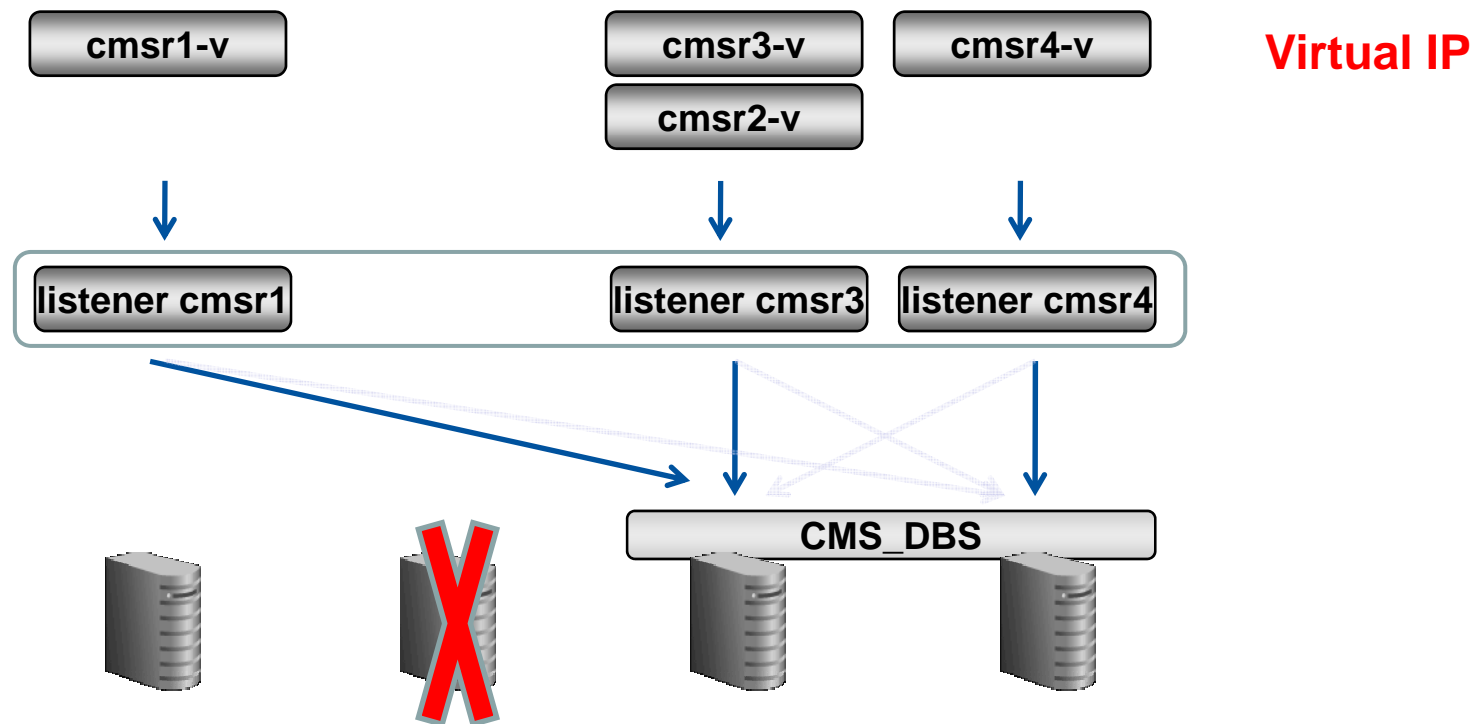 cmsr1-v
cmsr3-v
cmsr4-v
Virtual IP
cmsr2-v
listener cmsr1
listener cmsr3
listener cmsr4
CMS_DBS